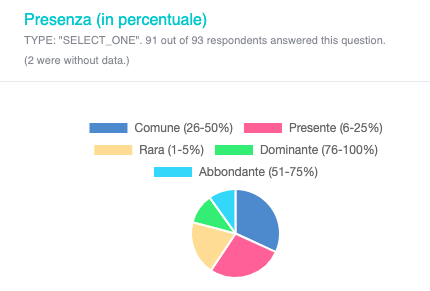 Presenza (in percentuale)
TYPE: "SELECT_ONE". 91 out of 93 respondents answered this question.
(2 were without data.)
Comune (26-50%) Presente (6-25%)
Rara (1-5%) Dominante (76-100%)
Abbondante (51-75%)